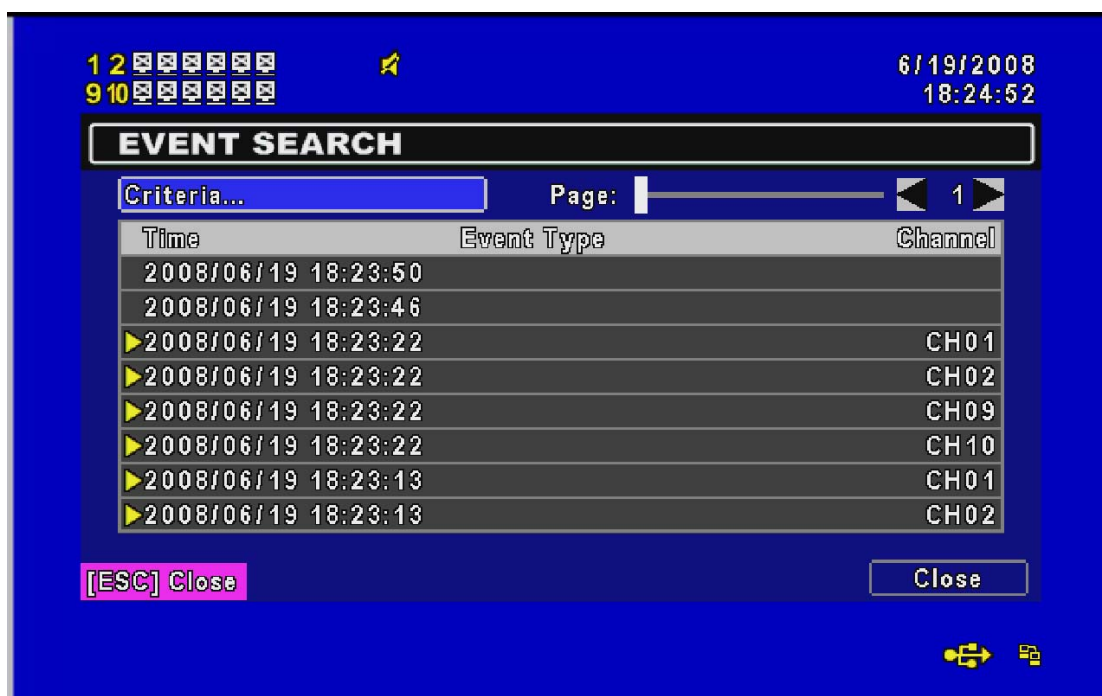 1 2
9 10
6/19/2008
18:24:52
EVENT SEARCH
Criteria... Page: 1
Time Event Type Channel
2008/06/19 18:23:50
2008/06/19 18:23:46
2008/06/19 18:23:22 CH01
2008/06/19 18:23:22 CH02
2008/06/19 18:23:22 CH09
2008/06/19 18:23:22 CH10
2008/06/19 18:23:13 CH01
2008/06/19 18:23:13 CH02
[ESC] Close Close